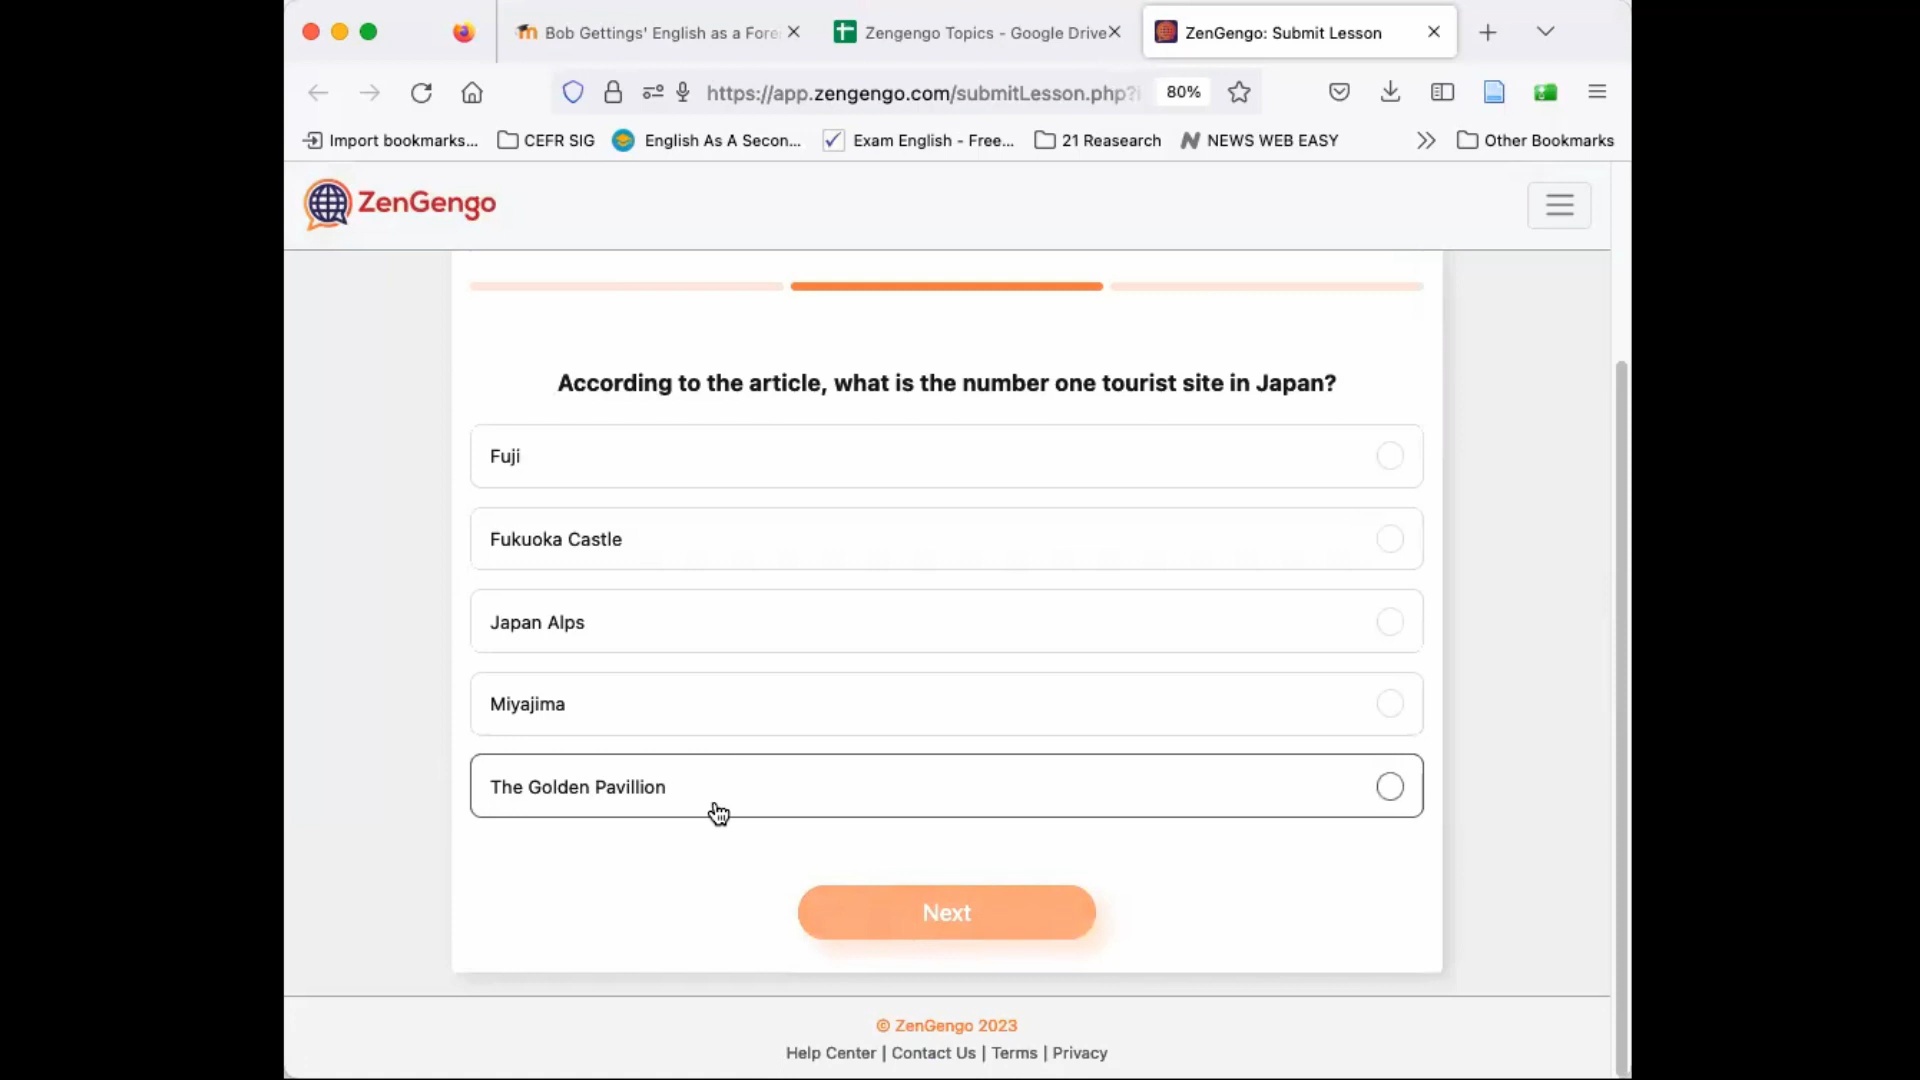 Bob Gettings' English as a Fore
Zengengo Topics - Google Drive
ZenGengo: Submit Lesson
https://app.zengengo.com/submitLesson.php?i
80%
Import bookmarks...
CEFR SIG
English As A Secon...
Exam English - Free...
21 Reasearch
NEWS WEB EASY
Other Bookmarks
ZenGengo
According to the article, what is the number one tourist site in Japan?
Fuji
Fukuoka Castle
Japan Alps
Miyajima
The Golden Pavillion
Next
© ZenGengo 2023
Help Center | Contact Us | Terms | Privacy